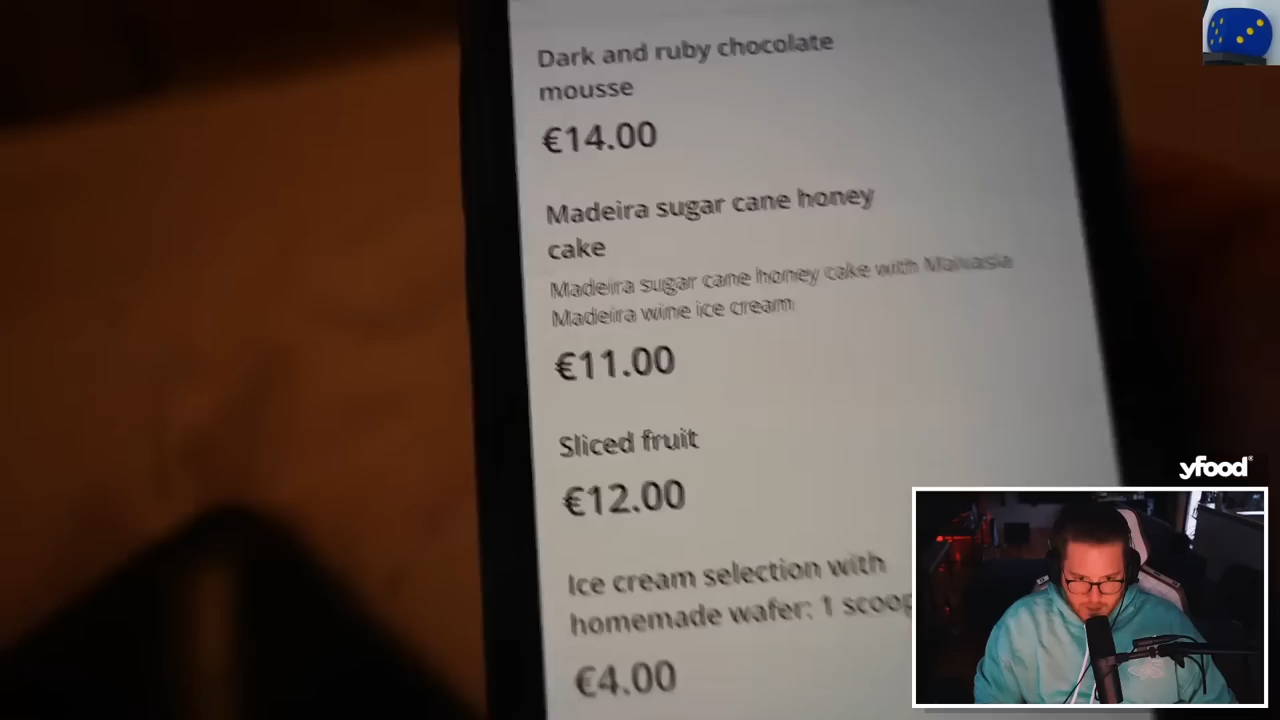 Dark and ruby chocolate
mousse
€14.00
Madeira sugar cane honey
cake
Madeira sugar cane honey cake with Malvasia
Madeira wine ice cream
€11.00
Sliced fruit
€12.00
Ice cream selection with
homemade wafer: 1 scoop
€4.00
yfood